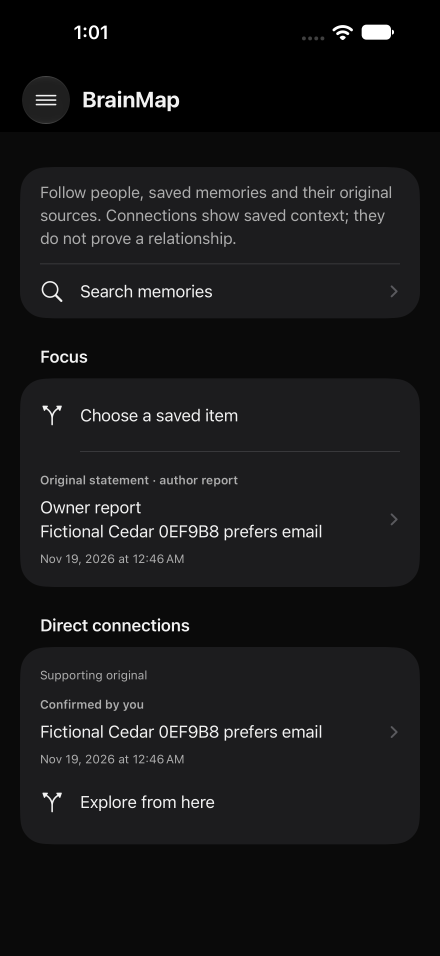 1:01
BrainMap
Follow people, saved memories and their original
sources. Connections show saved context; they
do not prove a relationship.
Search memories
Focus
Choose a saved item
Original statement · author report
Owner report
Fictional Cedar 0EF9B8 prefers email
Nov 19, 2026 at 12:46 AM
Direct connections
Supporting original
Confirmed by you
Fictional Cedar 0EF9B8 prefers email
Nov 19, 2026 at 12:46 AM
Explore from here